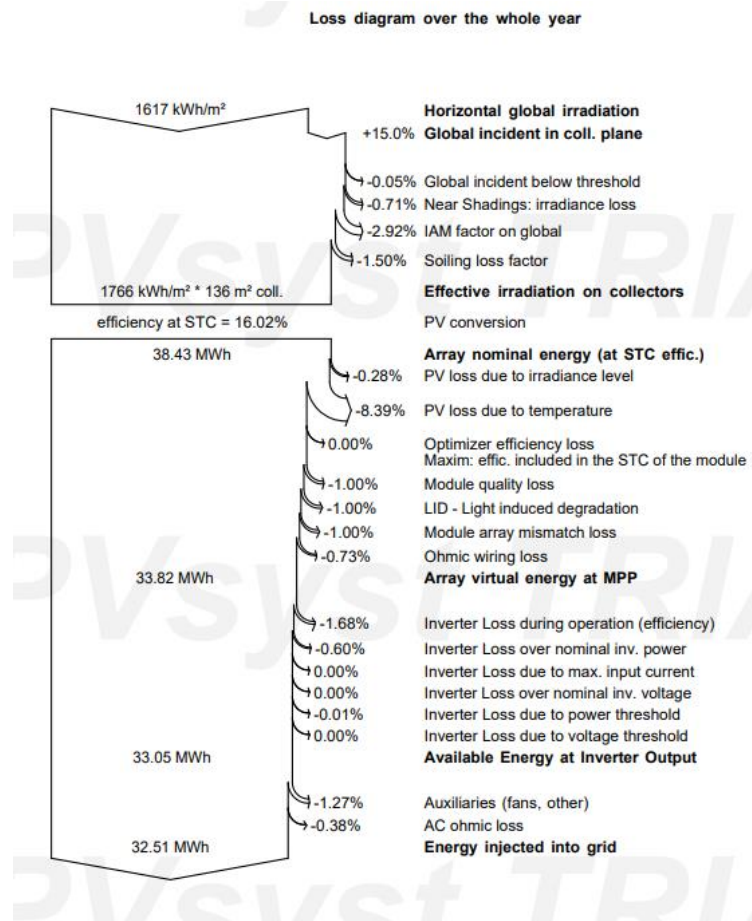 Loss diagram over the whole year
1617 kWh/m²
Horizontal global irradiation
+15.0% Global incident in coll. plane
-0.05% Global incident below threshold
-0.71% Near Shadings: irradiance loss
-2.92% IAM factor on global
-1.50% Soiling loss factor
1766 kWh/m² * 136 m² coll. Effective irradiation on collectors
efficiency at STC = 16.02% PV conversion
38.43 MWh Array nominal energy (at STC effic.)
-0.28% PV loss due to irradiance level
-8.39% PV loss due to temperature
0.00% Optimizer efficiency loss
Maxim: effic. included in the STC of the module
-1.00% Module quality loss
-1.00% LID - Light induced degradation
-1.00% Module array mismatch loss
-0.73% Ohmic wiring loss
33.82 MWh Array virtual energy at MPP
-1.68% Inverter Loss during operation (efficiency)
-0.60% Inverter Loss over nominal inv. power
0.00% Inverter Loss due to max. input current
0.00% Inverter Loss over nominal inv. voltage
-0.01% Inverter Loss due to power threshold
0.00% Inverter Loss due to voltage threshold
33.05 MWh Available Energy at Inverter Output
-1.27% Auxiliaries (fans, other)
-0.38% AC ohmic loss
32.51 MWh Energy injected into grid
PVsyst TRIA
PVsyst TRIA
PVsyst TRIA